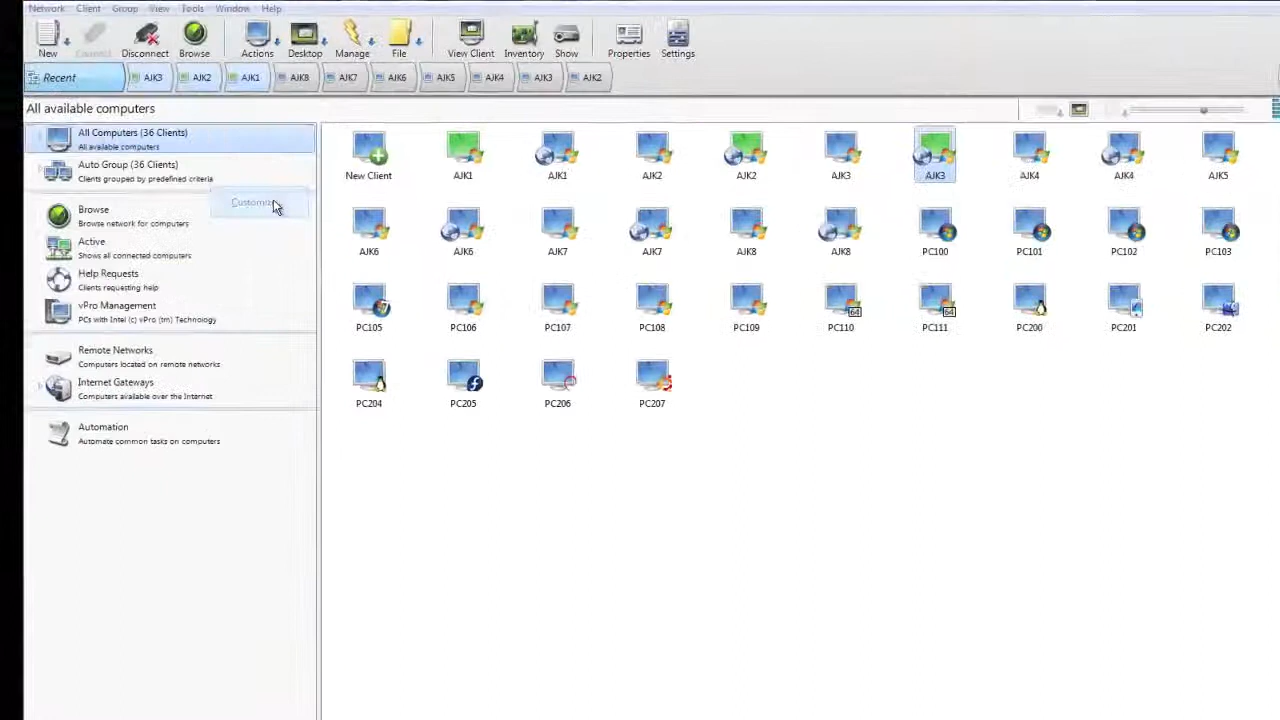 Network Client Group View Tools Window Help
New Connect Disconnect Browse Actions Desktop Manage File View Client Inventory Show Properties Settings
Recent AJK3 AJK2 AJK1 AJK8 AJK7 AJK6 AJK5 AJK4 AJK3 AJK2
All available computers
All Computers (36 Clients)
All available computers
Auto Group (36 Clients)
Clients grouped by predefined criteria
Customize
Browse
Browse network for computers
Active
Shows all connected computers
Help Requests
Clients requesting help
vPro Management
PCs with Intel (c) vPro (tm) Technology
Remote Networks
Computers located on remote networks
Internet Gateways
Computers available over the Internet
Automation
Automate common tasks on computers
New Client AJK1 AJK1 AJK2 AJK2 AJK3 AJK3 AJK4 AJK4 AJK5
AJK6 AJK6 AJK7 AJK7 AJK8 AJK8 PC100 PC101 PC102 PC103
64 64
PC105 PC106 PC107 PC108 PC109 PC110 PC111 PC200 PC201 PC202
PC204 PC205 PC206 PC207